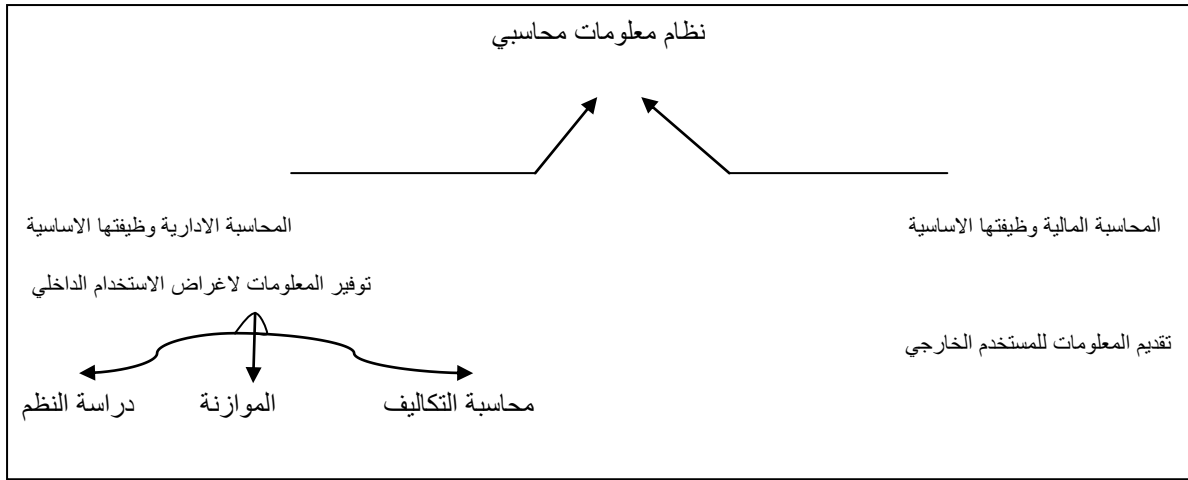 نظام معلومات محاسبي
المحاسبة المالية وظيفتها الاساسية
المحاسبة الادارية وظيفتها الاساسية
توفير المعلومات لاغراض الاستخدام الداخلي
تقديم المعلومات للمستخدم الخارجي
محاسبة التكاليف
الموازنة
دراسة النظم